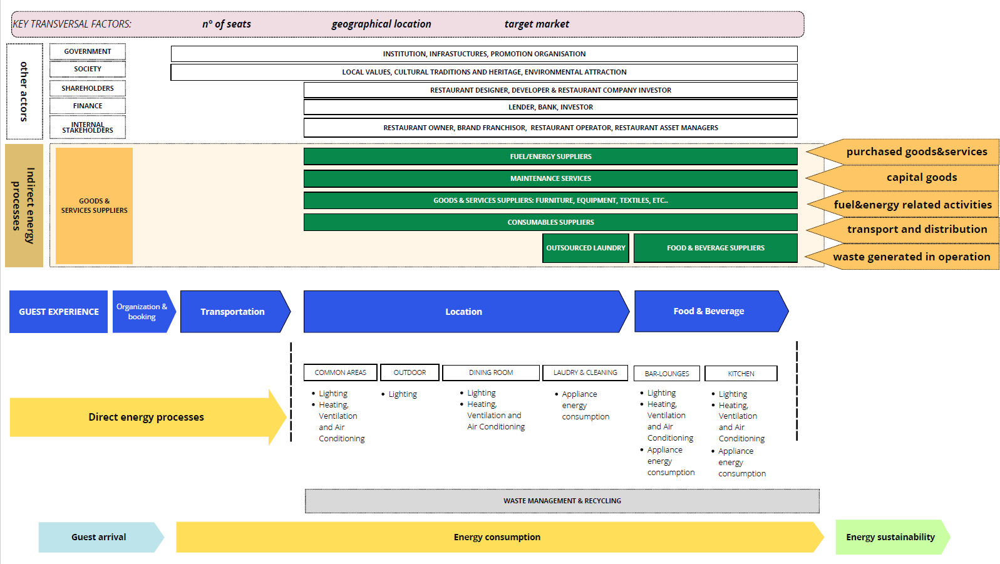 KEY TRANSVERSAL FACTORS: n° of seats geographical location target market
other actors
GOVERNMENT
INSTITUTION, INFRASTUCTURES, PROMOTION ORGANISATION
SOCIETY
LOCAL VALUES, CULTURAL TRADITIONS AND HERITAGE, ENVIRONMENTAL ATTRACTION
SHAREHOLDERS
RESTAURANT DESIGNER, DEVELOPER & RESTAURANT COMPANY INVESTOR
FINANCE
LENDER, BANK, INVESTOR
INTERNAL
STAKEHOLDERS
RESTAURANT OWNER, BRAND FRANCHISOR, RESTAURANT OPERATOR, RESTAURANT ASSET MANAGERS
Indirect energy
processes
GOODS &
SERVICES SUPPLIERS
FUEL/ENERGY SUPPLIERS
MAINTENANCE SERVICES
GOODS & SERVICES SUPPLIERS: FURNITURE, EQUIPMENT, TEXTILES, ETC..
CONSUMABLES SUPPLIERS
OUTSOURCED LAUNDRY
FOOD & BEVERAGE SUPPLIERS
purchased goods&services
capital goods
fuel&energy related activities
transport and distribution
waste generated in operation
GUEST EXPERIENCE
Organization &
booking
Transportation
Location
Food & Beverage
Direct energy processes
COMMON AREAS
• Lighting
• Heating,
Ventilation
and Air
Conditioning
OUTDOOR
• Lighting
DINING ROOM
• Lighting
• Heating,
Ventilation and
Air Conditioning
LAUDRY & CLEANING
• Appliance
energy
consumption
BAR-LOUNGES
• Lighting
• Heating,
Ventilation
and Air
Conditioning
• Appliance
energy
consumption
KITCHEN
• Lighting
• Heating,
Ventilation
and Air
Conditioning
• Appliance
energy
consumption
WASTE MANAGEMENT & RECYCLING
Guest arrival
Energy consumption
Energy sustainability